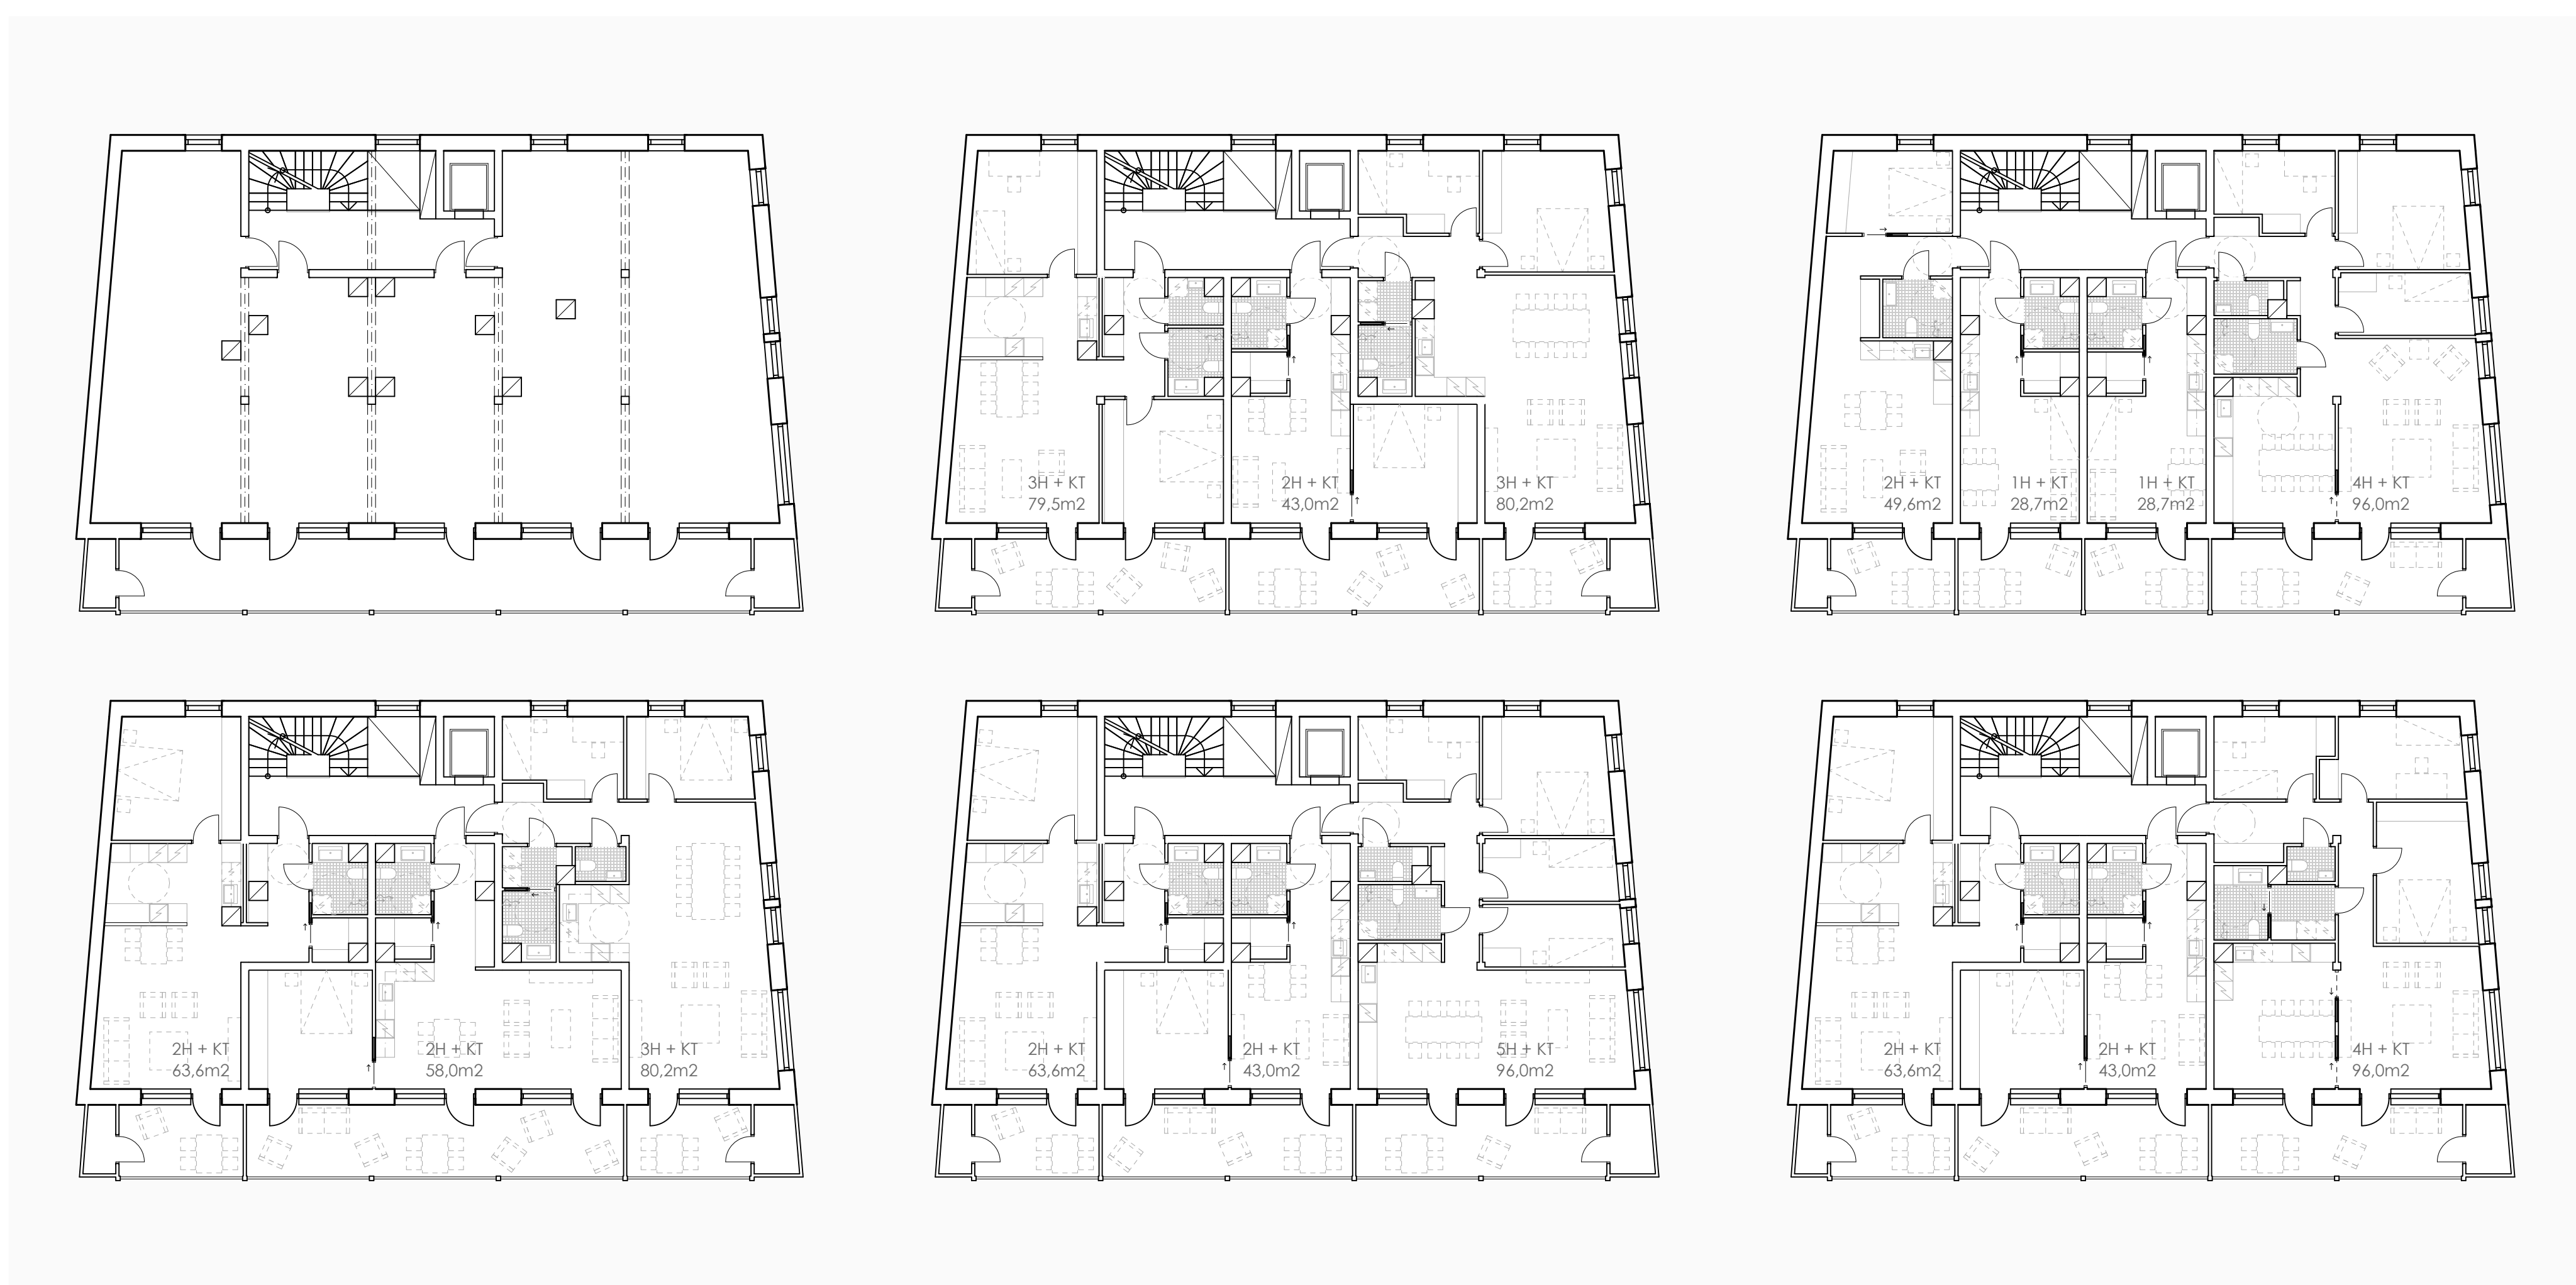 3H + KT
79,5m2
2H + KT
43,0m2
3H + KT
80,2m2
2H + KT
49,6m2
1H + KT
28,7m2
1H + KT
28,7m2
4H + KT
96,0m2
2H + KT
63,6m2
2H + KT
58,0m2
3H + KT
80,2m2
2H + KT
63,6m2
2H + KT
43,0m2
5H + KT
96,0m2
2H + KT
63,6m2
2H + KT
43,0m2
4H + KT
96,0m2